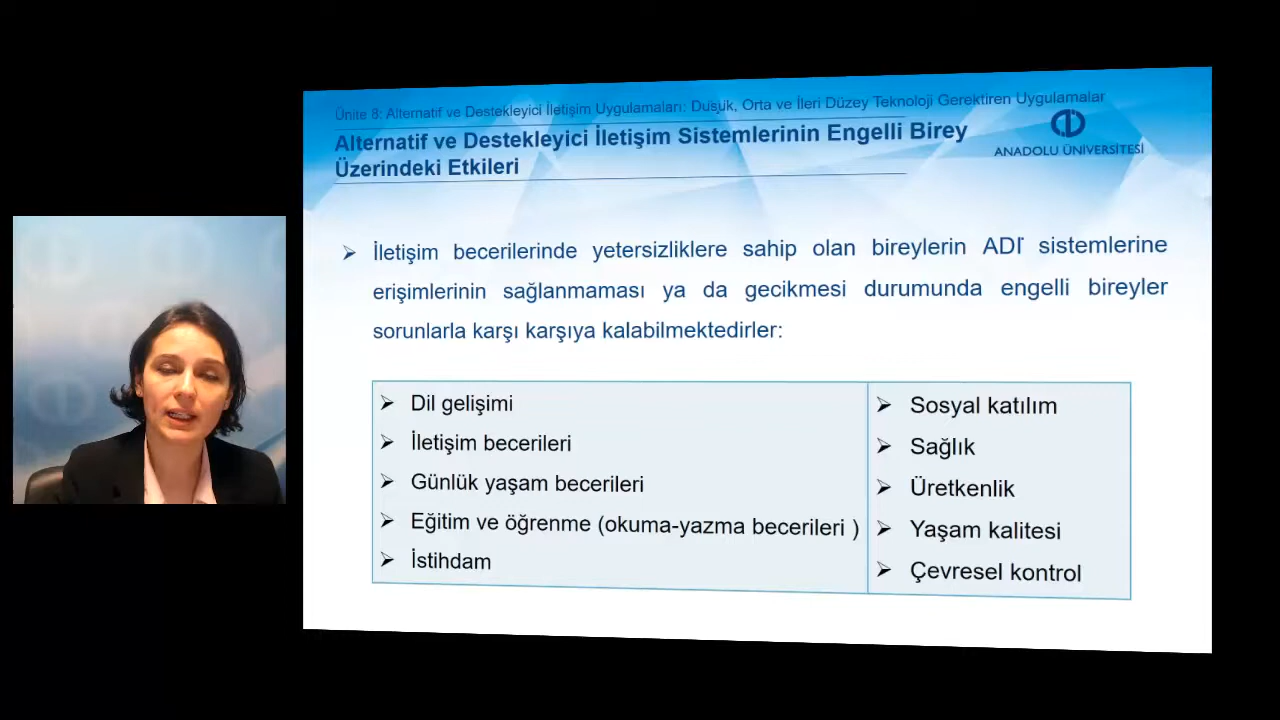 Ünite 8: Alternatif ve Destekleyici İletişim Uygulamaları: Düşük, Orta ve İleri Düzey Teknoloji Gerektiren Uygulamalar
Alternatif ve Destekleyici İletişim Sistemlerinin Engelli Birey
Üzerindeki Etkileri
ANADOLU ÜNİVERSİTESİ
➢ İletişim becerilerinde yetersizliklere sahip olan bireylerin ADİ sistemlerine
erişimlerinin sağlanmaması ya da gecikmesi durumunda engelli bireyler
sorunlarla karşı karşıya kalabilmektedirler:
➢ Dil gelişimi
➢ İletişim becerileri
➢ Günlük yaşam becerileri
➢ Eğitim ve öğrenme (okuma-yazma becerileri )
➢ İstihdam
➢ Sosyal katılım
➢ Sağlık
➢ Üretkenlik
➢ Yaşam kalitesi
➢ Çevresel kontrol